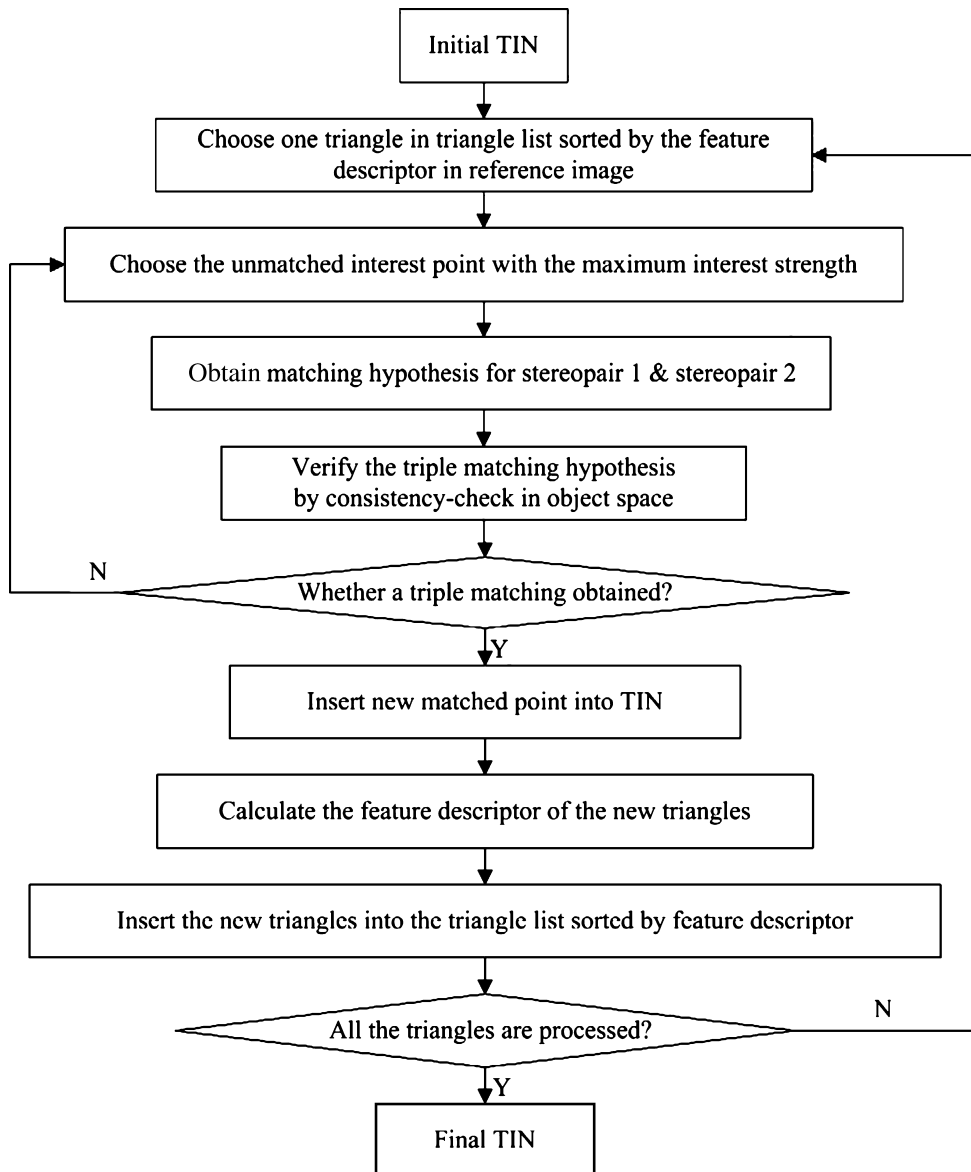 Initial TIN
Choose one triangle in triangle list sorted by the feature
descriptor in reference image
Choose the unmatched interest point with the maximum interest strength
Obtain matching hypothesis for stereopair 1 & stereopair 2
Verify the triple matching hypothesis
by consistency-check in object space
N
Whether a triple matching obtained?
Y
Insert new matched point into TIN
Calculate the feature descriptor of the new triangles
Insert the new triangles into the triangle list sorted by feature descriptor
All the triangles are processed?
N
Y
Final TIN